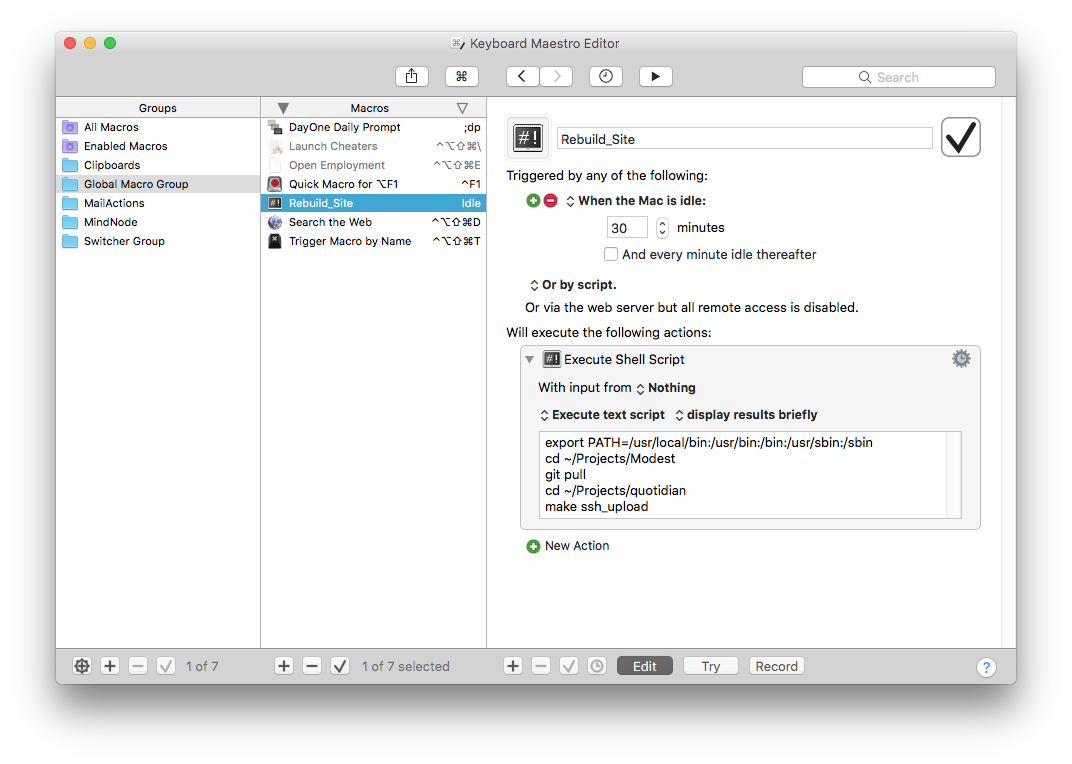 Keyboard Maestro Editor
⌘
Search
Groups
All Macros
Enabled Macros
Clipboards
Global Macro Group
MailActions
MindNode
Switcher Group
Macros
DayOne Daily Prompt ;dp
Launch Cheaters ^⌥⇧⌘\
Open Employment ^⌥⇧⌘E
Quick Macro for ⌥F1 ^F1
Rebuild_Site Idle
Search the Web ^⌥⇧⌘D
Trigger Macro by Name ^⌥⇧⌘T
#!
Rebuild_Site
Triggered by any of the following:
When the Mac is idle:
30 minutes
And every minute idle thereafter
Or by script.
Or via the web server but all remote access is disabled.
Will execute the following actions:
#! Execute Shell Script
With input from Nothing
Execute text script display results briefly
export PATH=/usr/local/bin:/usr/bin:/bin:/usr/sbin:/sbin
cd ~/Projects/Modest
git pull
cd ~/Projects/quotidian
make ssh_upload
New Action
1 of 7
1 of 7 selected
Edit
Try
Record
?